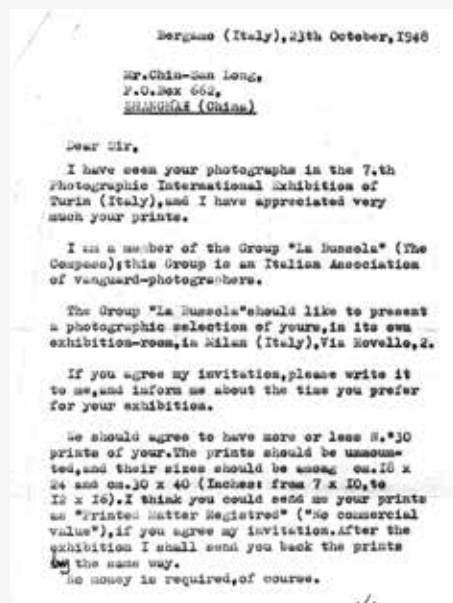 Bergamo (Italy),23th October,1948
Mr.Chin-San Long,
P.O.Box 662,
SHANGHAI (China)
Dear Sir,
I have seen your photographs in the 7.th
Photographic International Exhibition of
Turin (Italy),and I have appreciated very
much your prints.
I am a member of the Group "La Bussola" (The
Compass);this Group is an Italian Association
of vanguard-photographers.
The Group "La Bussola"should like to present
a photographic selection of yours,in its own
exhibition-room,in Milan (Italy),Via Rovello,2.
If you agree my invitation,please write it
to me,and inform me about the time you prefer
for your exhibition.
We should agree to have more or less N.°30
prints of your.The prints should be unmoun-
ted,and their sizes should be among cm.18 x
24 and cm.30 x 40 (Inches: from 7 x 10,to
12 x 16).I think you could send me your prints
as "Printed Matter Registred" ("No commercial
value"),if you agree my invitation.After the
exhibition I shall send you back the prints
by the same way.
No money is required,of course.